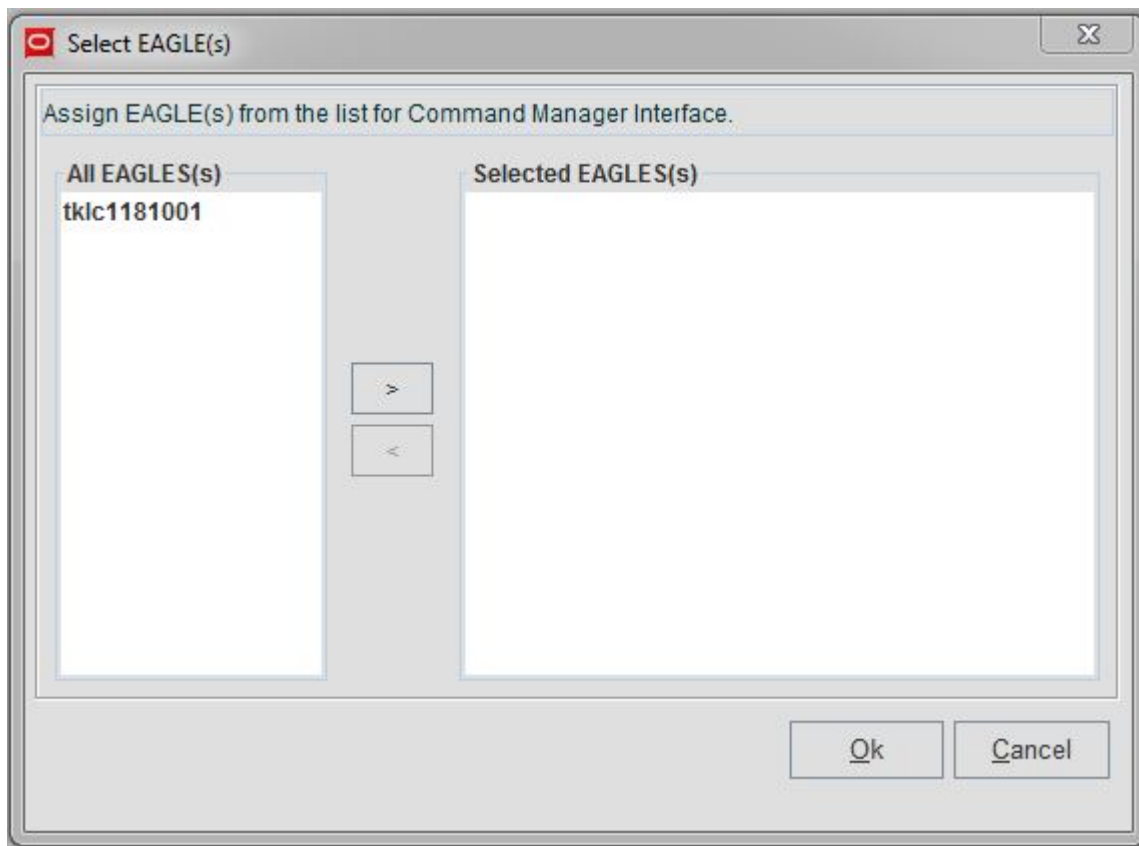 Select EAGLE(s)
Assign EAGLE(s) from the list for Command Manager Interface.
All EAGLES(s)
Selected EAGLES(s)
tklc1181001
>
<
Ok
Cancel